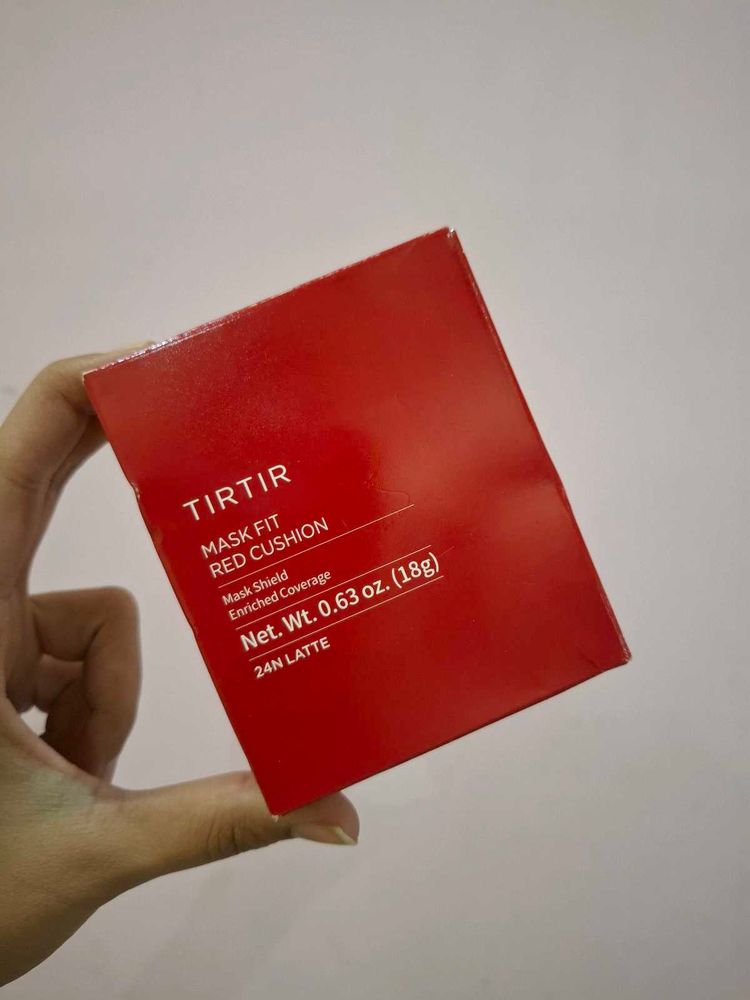 TIRTIR
MASK FIT
RED CUSHION
Mask Shield
Enriched Coverage
Net. Wt. 0.63 oz. (18g)
24N LATTE